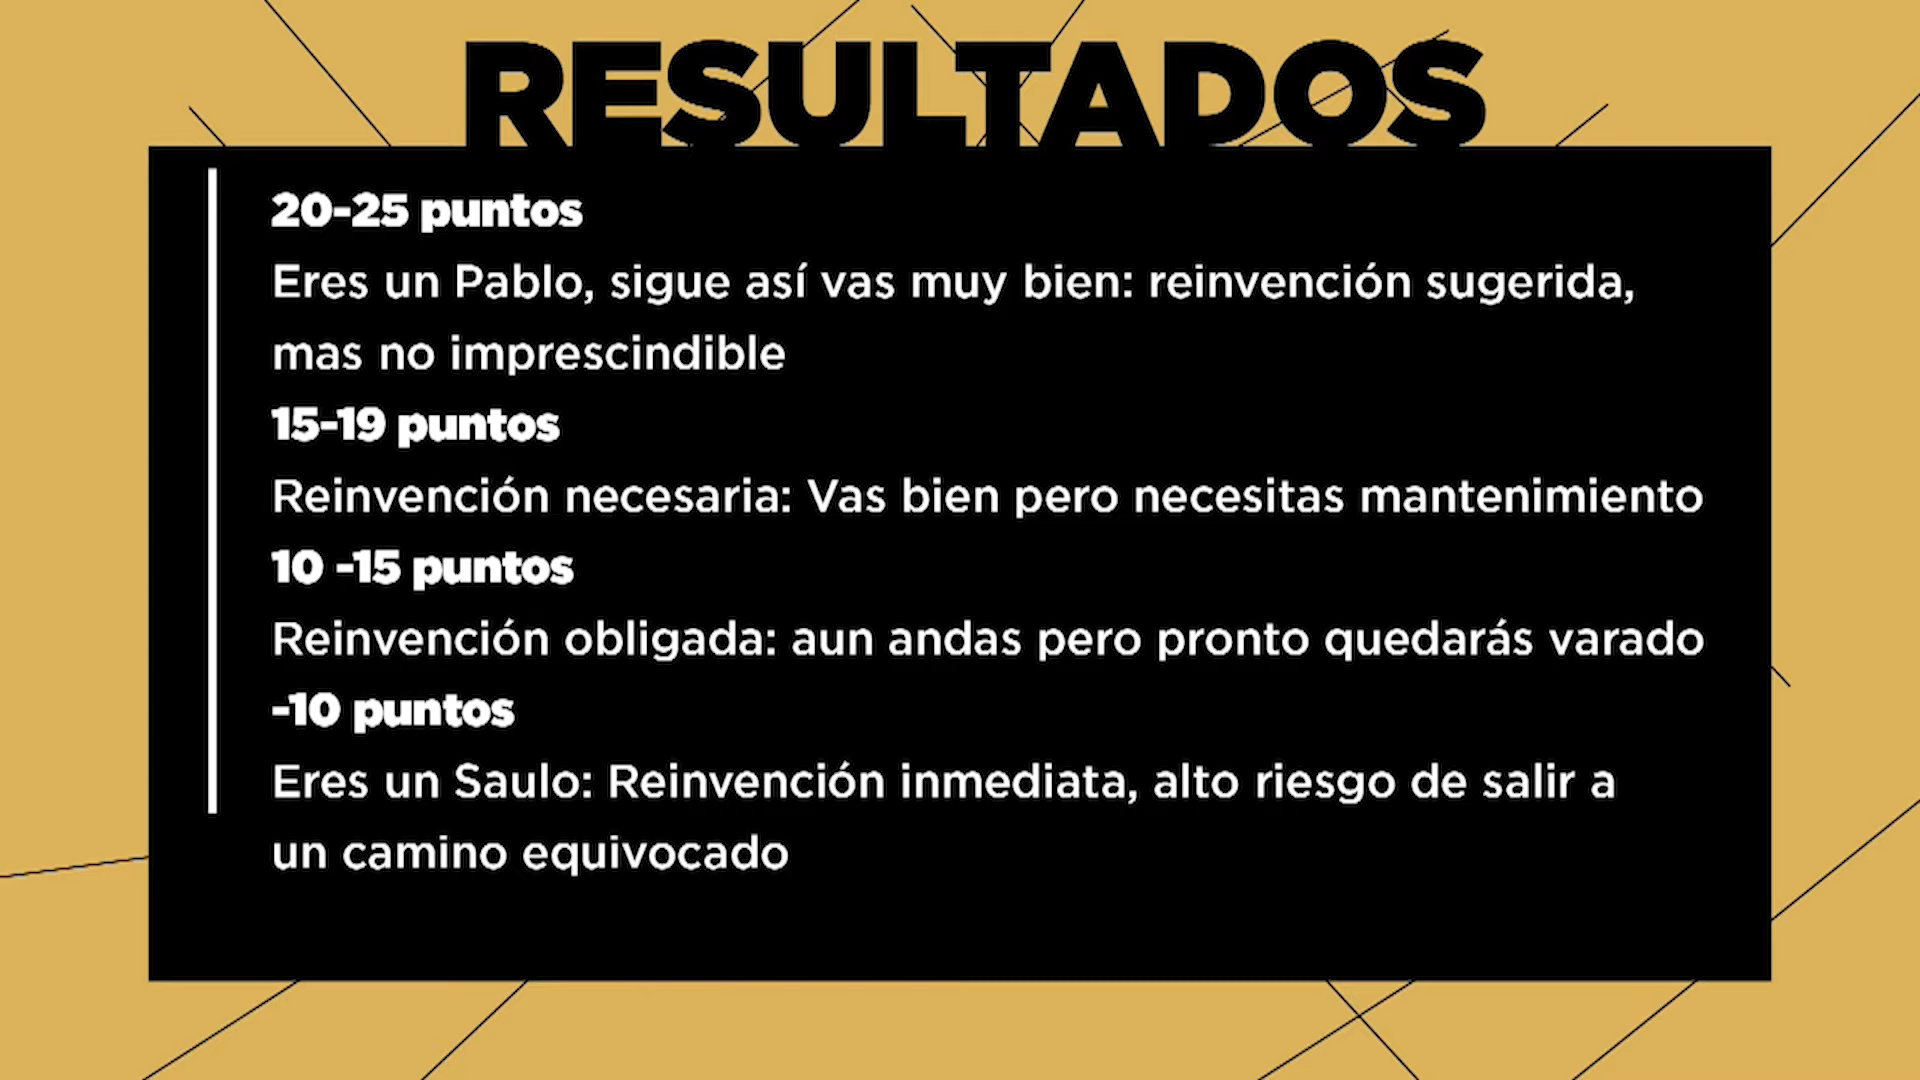 RESULTADOS
20-25 puntos
Eres un Pablo, sigue así vas muy bien: reinvención sugerida,
mas no imprescindible
15-19 puntos
Reinvención necesaria: Vas bien pero necesitas mantenimiento
10 -15 puntos
Reinvención obligada: aun andas pero pronto quedarás varado
-10 puntos
Eres un Saulo: Reinvención inmediata, alto riesgo de salir a
un camino equivocado